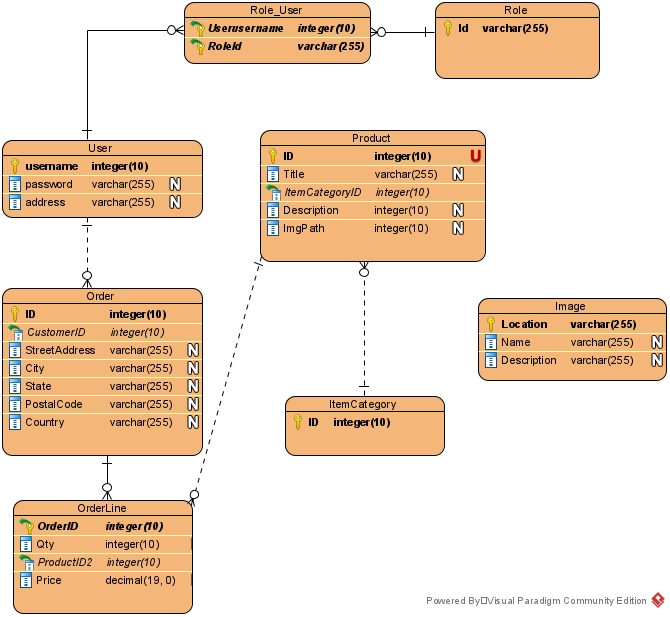 Role_User
Userusername integer(10)
RoleId varchar(255)
Role
Id varchar(255)
User
username integer(10)
password varchar(255) N
address varchar(255) N
Product
ID integer(10) U
Title varchar(255) N
ItemCategoryID integer(10)
Description integer(10) N
ImgPath integer(10) N
Order
ID integer(10)
CustomerID integer(10)
StreetAddress varchar(255) N
City varchar(255) N
State varchar(255) N
PostalCode varchar(255) N
Country varchar(255) N
Image
Location varchar(255)
Name varchar(255) N
Description varchar(255) N
ItemCategory
ID integer(10)
OrderLine
OrderID integer(10)
Qty integer(10)
ProductID2 integer(10)
Price decimal(19, 0)
Powered By□Visual Paradigm Community Edition